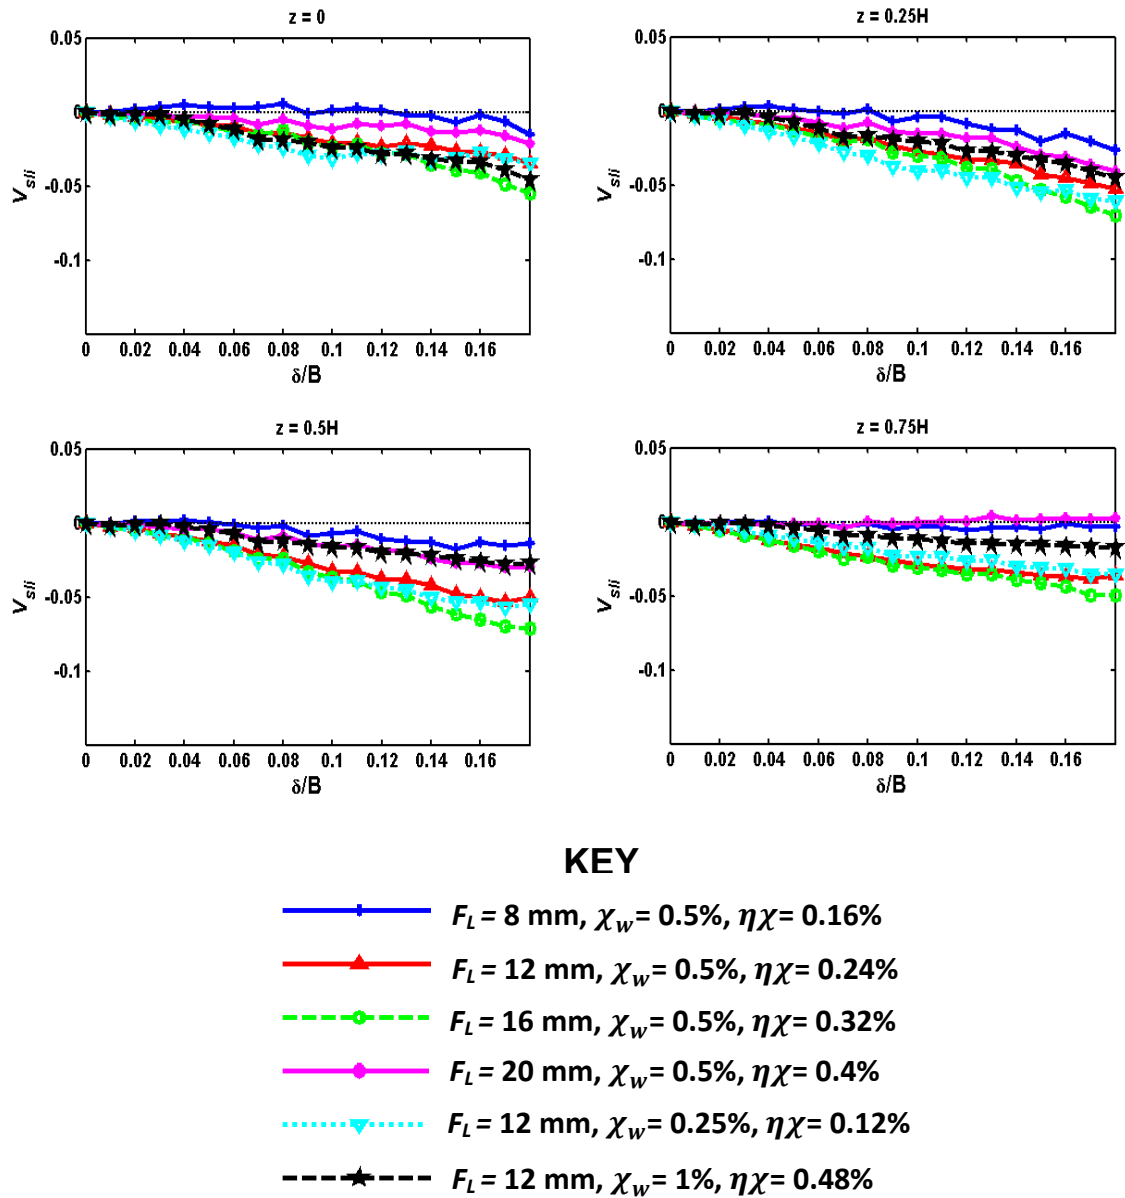 z = 0
0.05
0
-0.05
-0.1
V_sii
0 0.02 0.04 0.06 0.08 0.1 0.12 0.14 0.16
δ/B
z = 0.25H
0.05
0
-0.05
-0.1
V_sii
0 0.02 0.04 0.06 0.08 0.1 0.12 0.14 0.16
δ/B
z = 0.5H
0.05
0
-0.05
-0.1
V_sii
0 0.02 0.04 0.06 0.08 0.1 0.12 0.14 0.16
δ/B
z = 0.75H
0.05
0
-0.05
-0.1
V_sii
0 0.02 0.04 0.06 0.08 0.1 0.12 0.14 0.16
δ/B
KEY
F_L = 8 mm, χ_w = 0.5%, ηχ = 0.16%
F_L = 12 mm, χ_w = 0.5%, ηχ = 0.24%
F_L = 16 mm, χ_w = 0.5%, ηχ = 0.32%
F_L = 20 mm, χ_w = 0.5%, ηχ = 0.4%
F_L = 12 mm, χ_w = 0.25%, ηχ = 0.12%
F_L = 12 mm, χ_w = 1%, ηχ = 0.48%